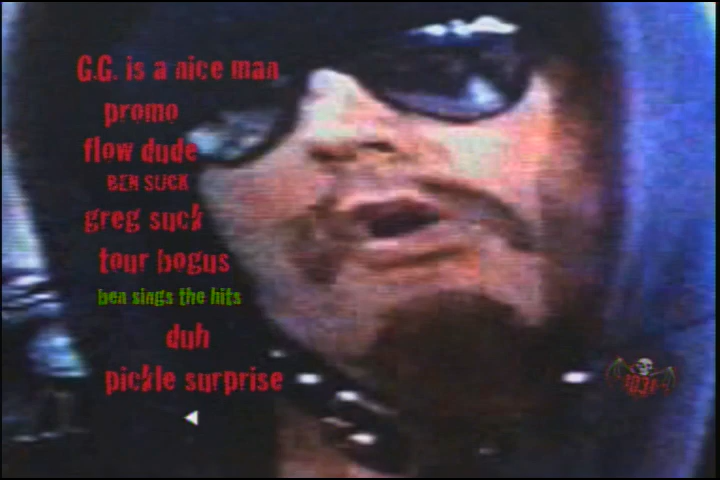 G.G. is a nice man
promo
flow dude
BEN SUCK
greg suck
tour bogus
ben sings the hits
duh
pickle surprise